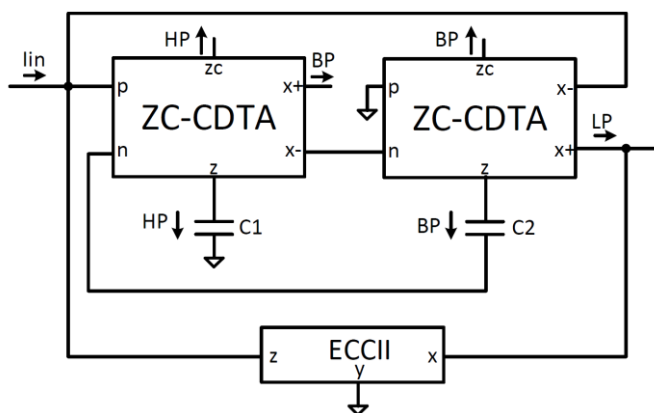 HP BP BP
Iin zc zc
p x+ p x-
ZC-CDTA ZC-CDTA LP
n x- n x+
z z
HP C1 BP C2
z ECCII x
y